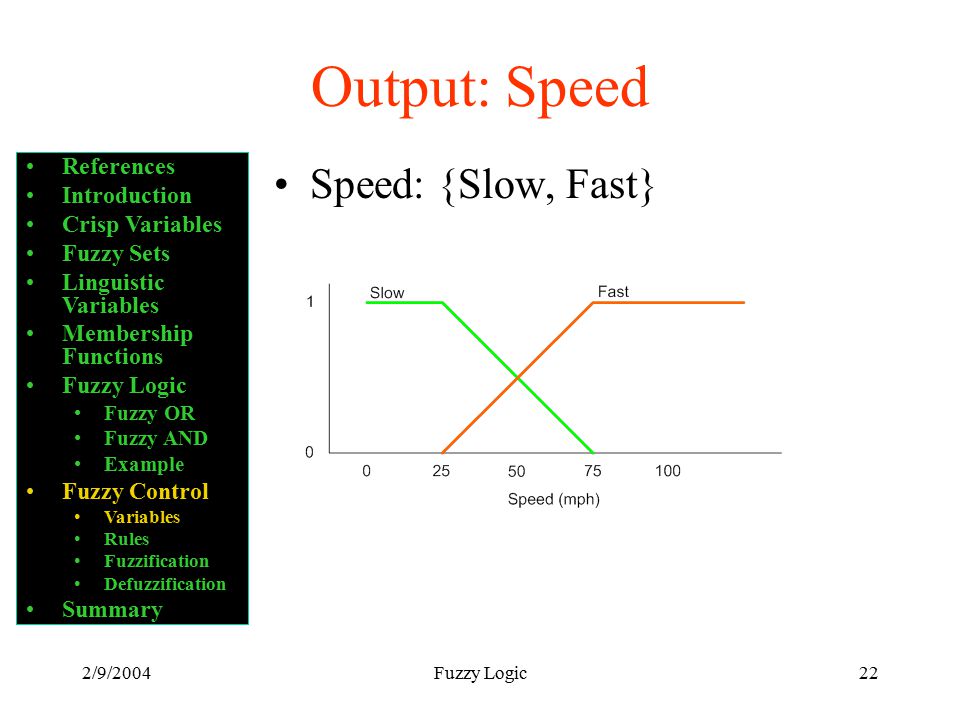 Output: Speed
• References
• Introduction
• Crisp Variables
• Fuzzy Sets
• Linguistic
Variables
• Membership
Functions
• Fuzzy Logic
• Fuzzy OR
• Fuzzy AND
• Example
• Fuzzy Control
• Variables
• Rules
• Fuzzification
• Defuzzification
• Summary
• Speed: {Slow, Fast}
Slow
Fast
1
0
0 25 50 75 100
Speed (mph)
2/9/2004
Fuzzy Logic
22